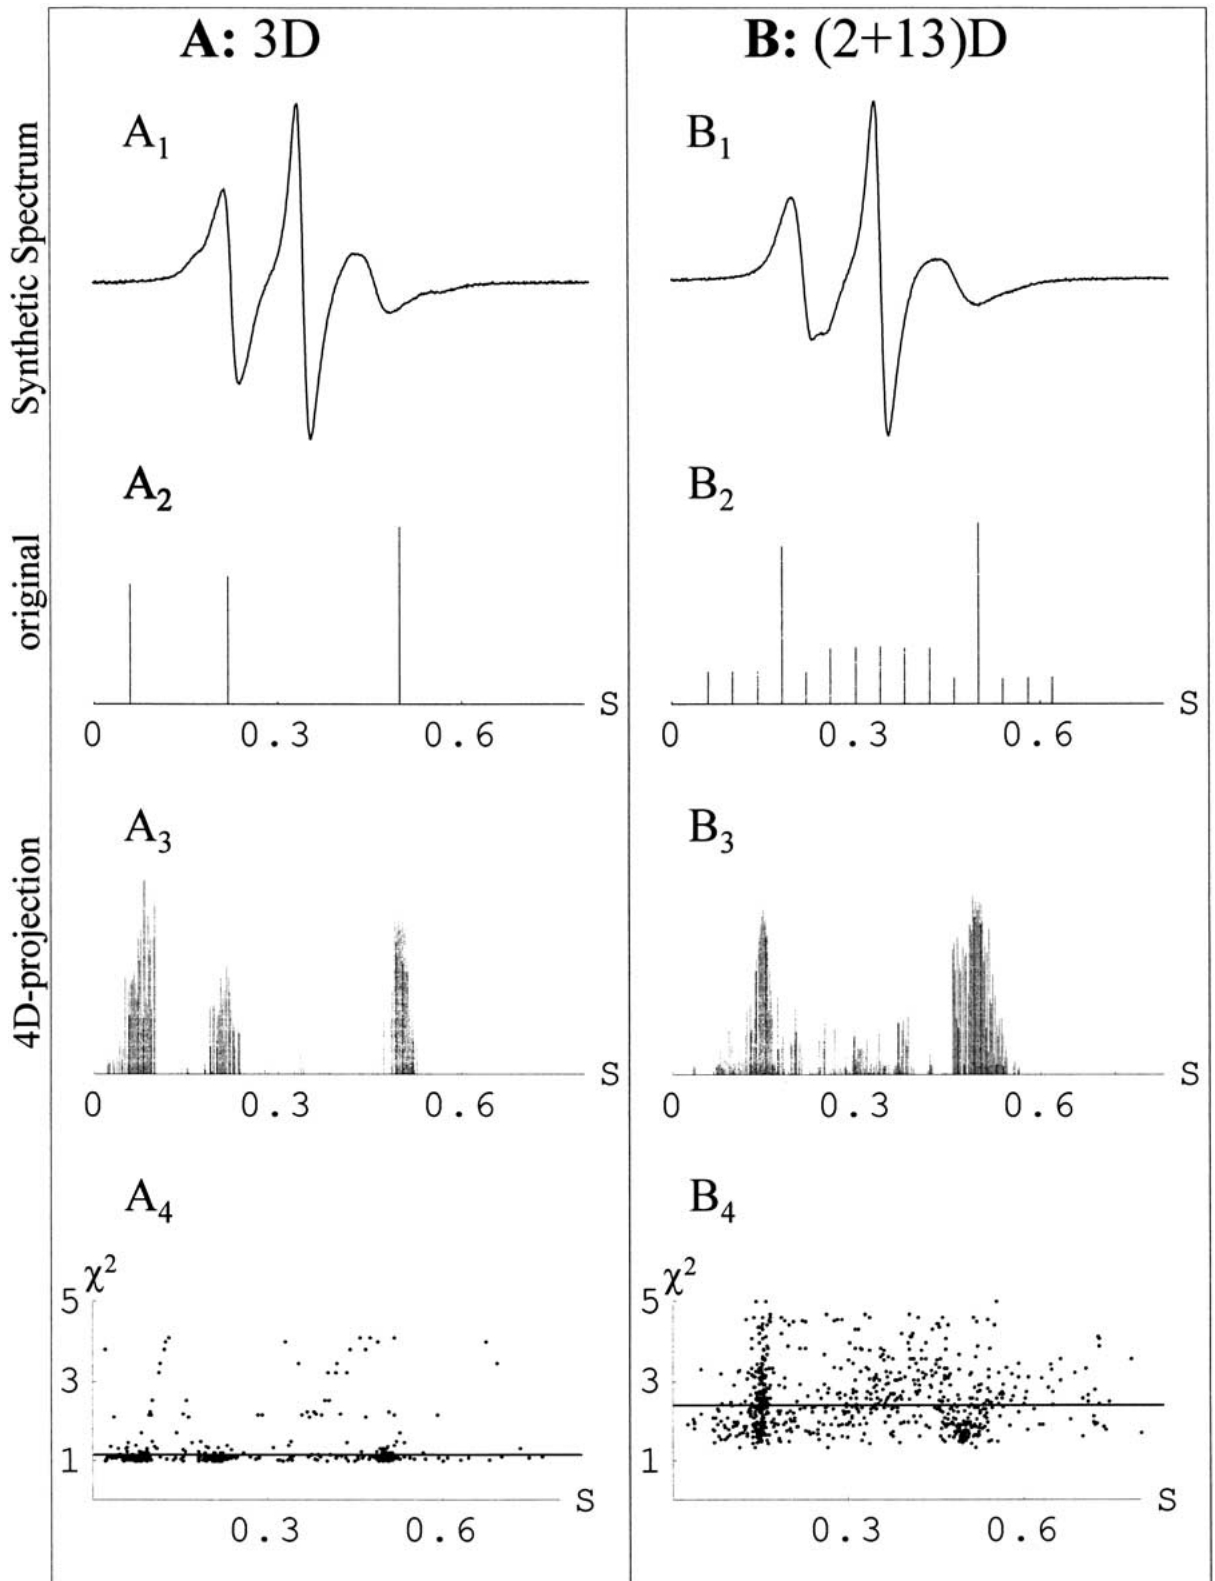 A: 3D
B: (2+13)D
Synthetic Spectrum
A1
B1
original
A2
B2
S
S
0 0.3 0.6
0 0.3 0.6
4D-projection
A3
B3
S
S
0 0.3 0.6
0 0.3 0.6
A4
B4
χ2
χ2
5
3
1
5
3
1
S
S
0.3 0.6
0.3 0.6